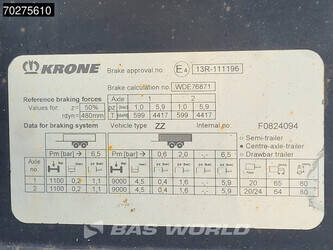 70275610
KRONE
Brake approval no. E4 13R-111196
Brake calculation no. WDE76871
Reference braking forces Axle 1 2
Values for: z= 50% pz [bar] 1,0 5,9 1,0 5,9
rdyn= 480mm T [daN] 599 4417 599 4417
Data for braking system Vehicle type ZZ Internal no F0824094
○ Semi-trailer
● Centre-axle-trailer
○ Drawbar trailer
Pm [bar] → 6,5 Pm [bar] → 0,6 2,0 -.- 6,5
1 1100 0,2 1,1 9000 4,5 0,4 1,6 -.- 5,9 20 65 80
2 1100 0,2 1,1 9000 4,5 0,4 1,6 -.- 5,9 20/24 64 80
BAS WORLD